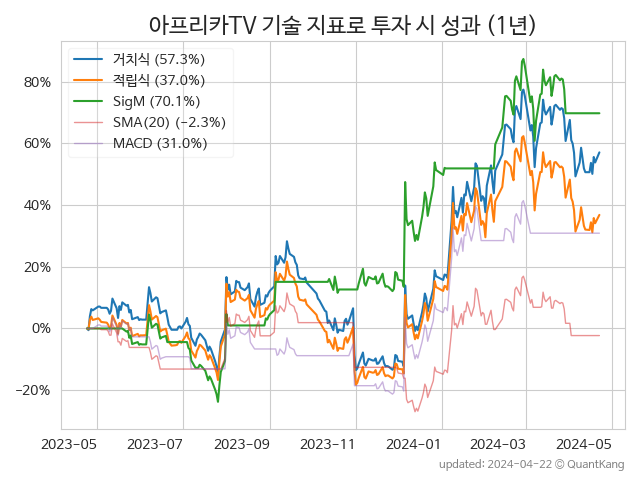 아프리카TV 기술 지표로 투자 시 성과 (1년)
거치식 (57.3%)
적립식 (37.0%)
SigM (70.1%)
SMA(20) (−2.3%)
MACD (31.0%)
80%
60%
40%
20%
0%
−20%
2023-05 2023-07 2023-09 2023-11 2024-01 2024-03 2024-05
updated: 2024-04-22 © QuantKang